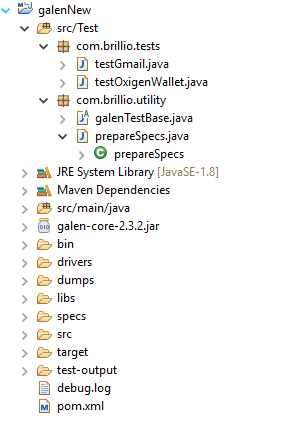 galenNew
src/Test
com.brillio.tests
testGmail.java
testOxigenWallet.java
com.brillio.utility
galenTestBase.java
prepareSpecs.java
prepareSpecs
JRE System Library [JavaSE-1.8]
Maven Dependencies
src/main/java
galen-core-2.3.2.jar
bin
drivers
dumps
libs
specs
src
target
test-output
debug.log
pom.xml